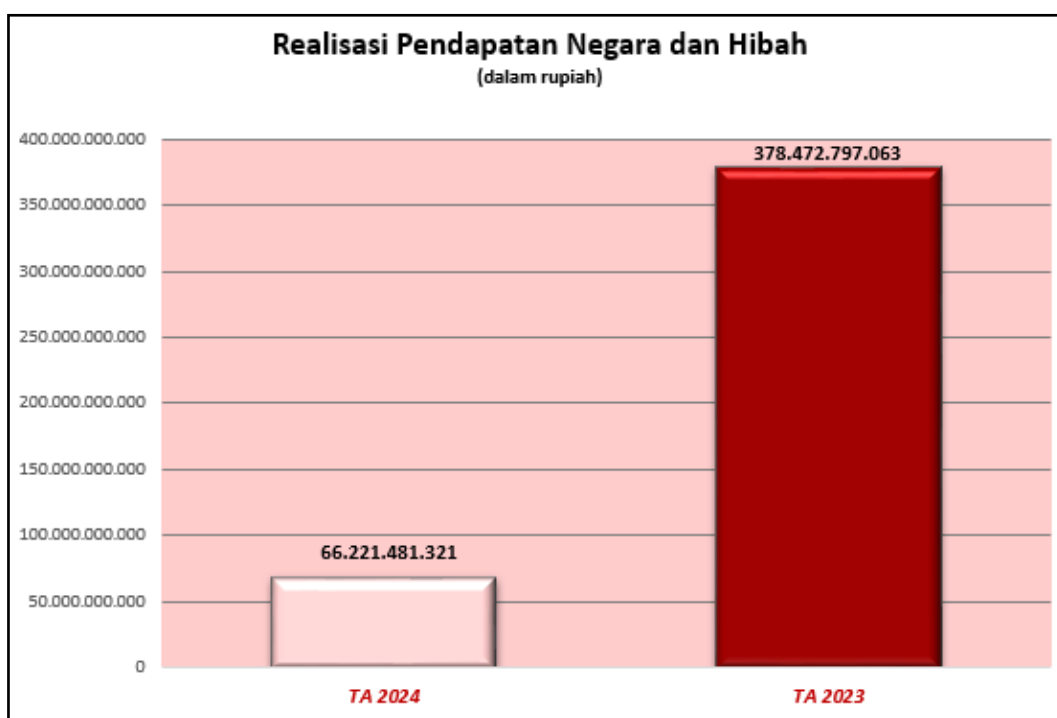 Realisasi Pendapatan Negara dan Hibah
(dalam rupiah)
400.000.000.000
378.472.797.063
350.000.000.000
300.000.000.000
250.000.000.000
200.000.000.000
150.000.000.000
100.000.000.000
66.221.481.321
50.000.000.000
0
TA 2024
TA 2023